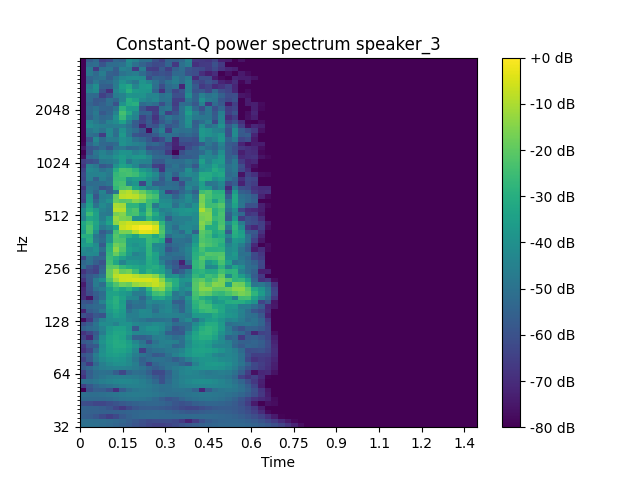 Constant-Q power spectrum speaker_3
+0 dB
-10 dB
-20 dB
-30 dB
-40 dB
-50 dB
-60 dB
-70 dB
-80 dB
2048
1024
512
256
128
64
32
Hz
0 0.15 0.3 0.45 0.6 0.75 0.9 1.1 1.2 1.4
Time